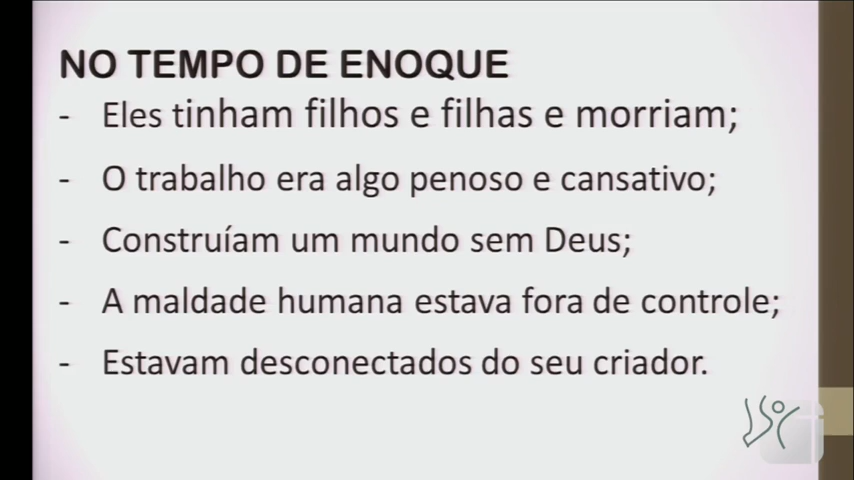 NO TEMPO DE ENOQUE
- Eles tinham filhos e filhas e morriam;
- O trabalho era algo penoso e cansativo;
- Construíam um mundo sem Deus;
- A maldade humana estava fora de controle;
- Estavam desconectados do seu criador.